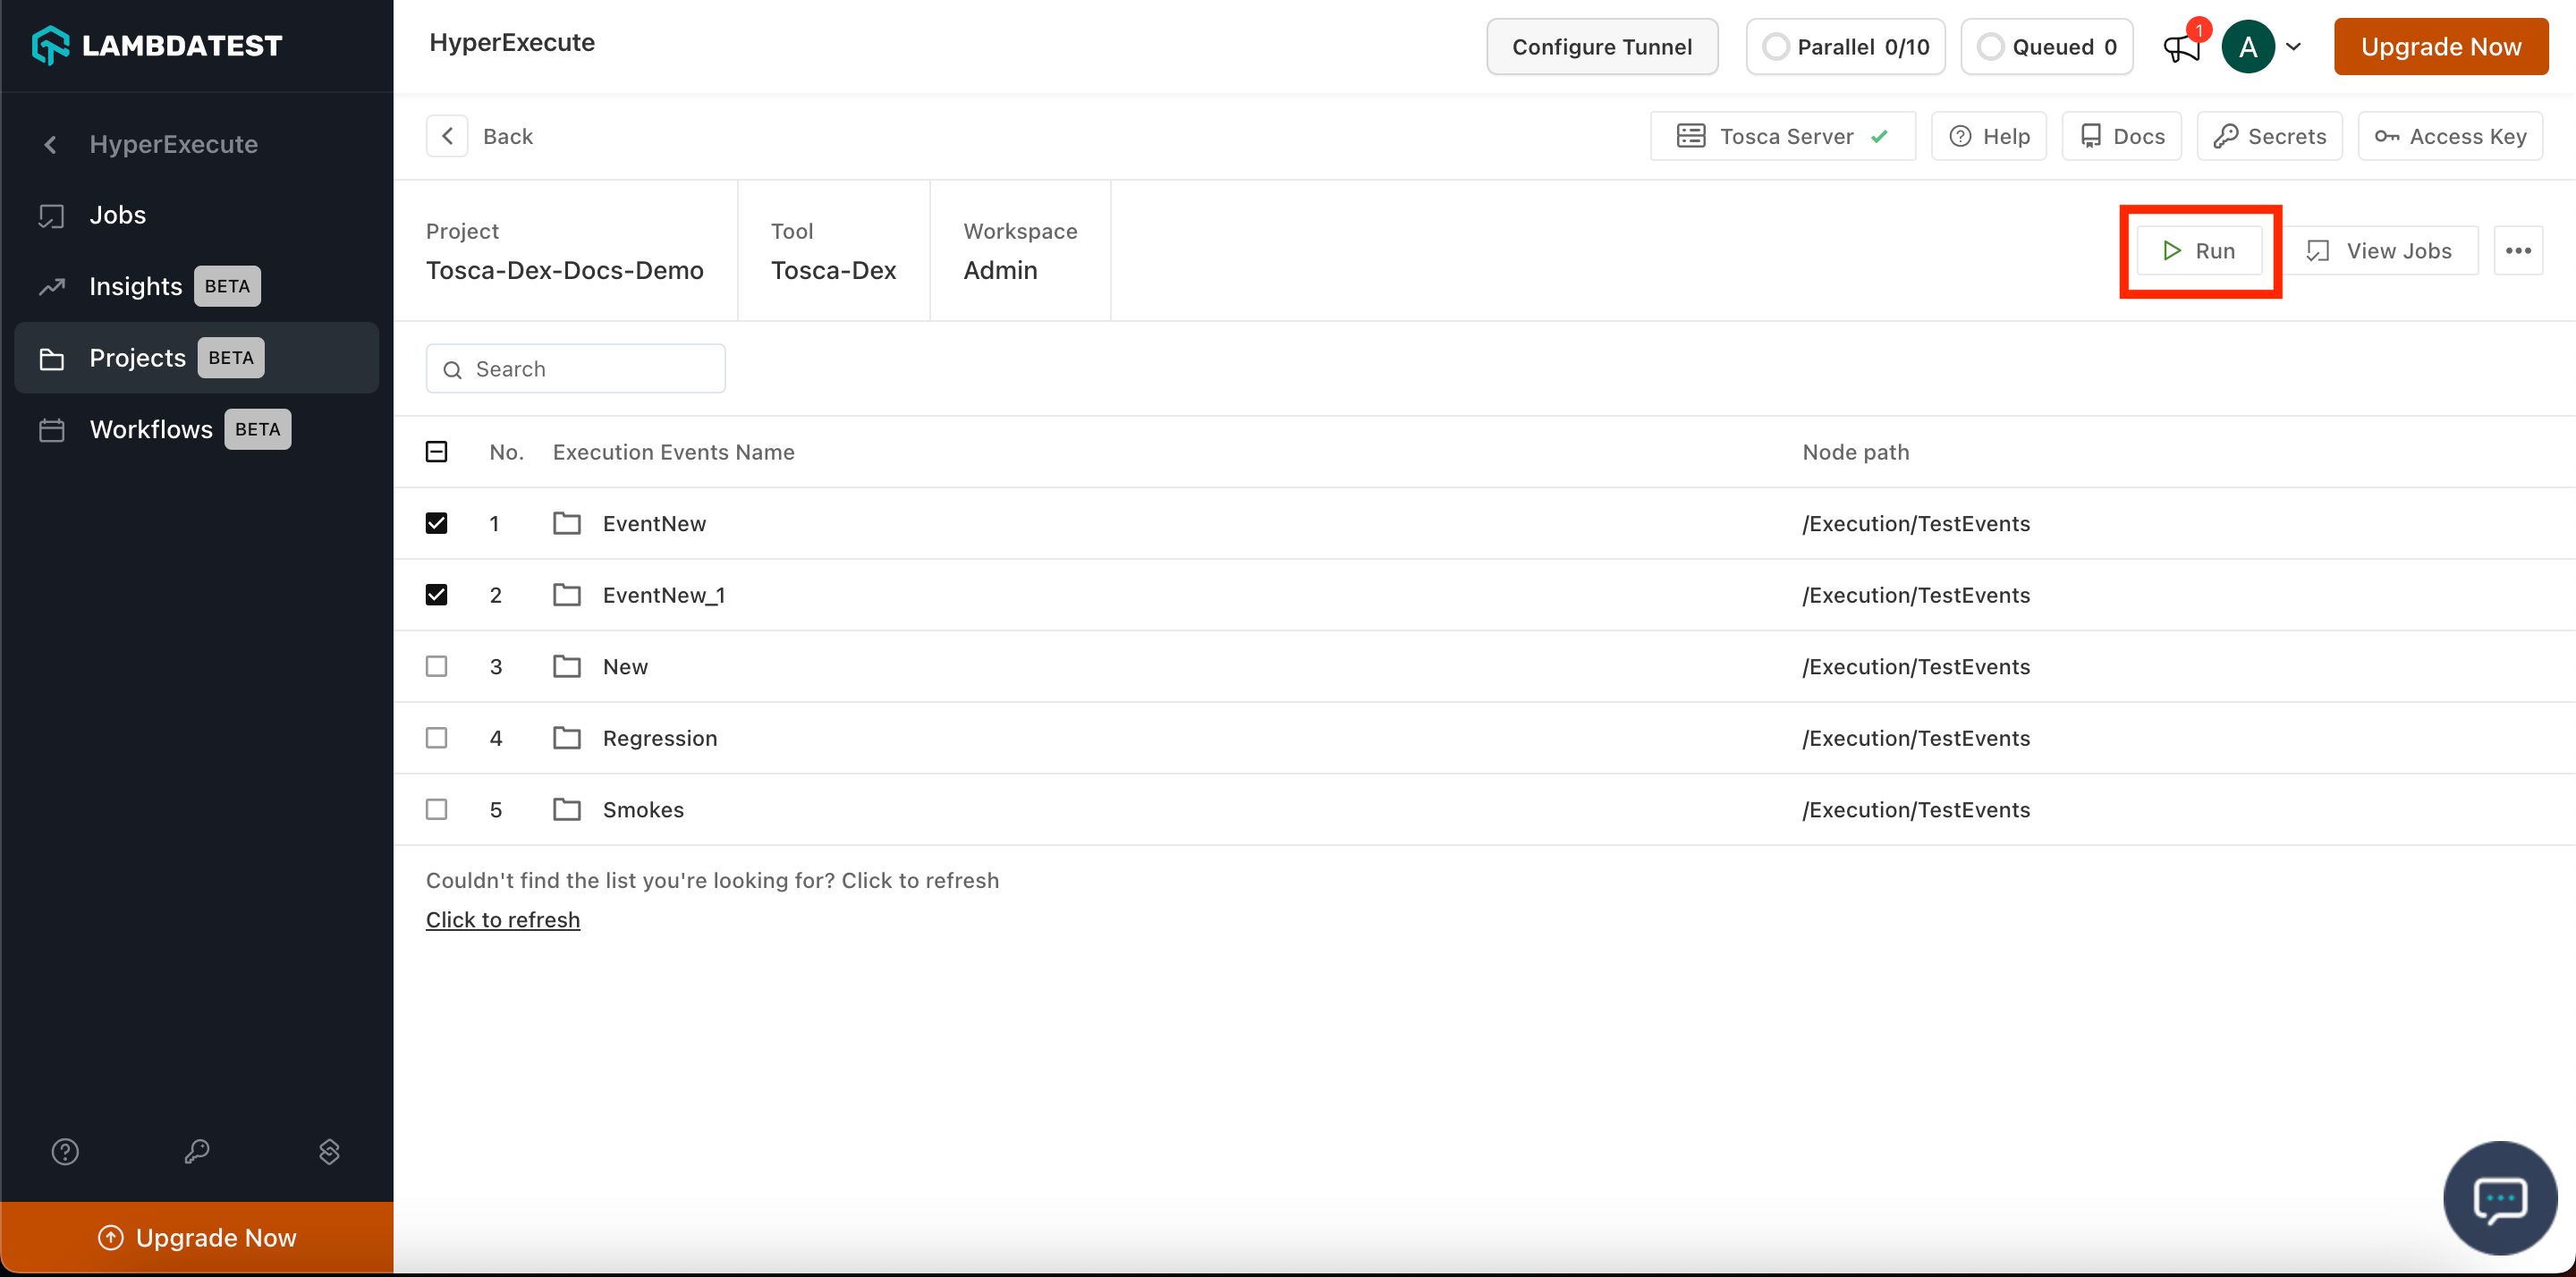 LAMBDATEST
HyperExecute
Configure Tunnel
Parallel 0/10
Queued 0
1
A
Upgrade Now
HyperExecute
Jobs
Insights BETA
Projects BETA
Workflows BETA
Back
Tosca Server
Help
Docs
Secrets
Access Key
Project
Tosca-Dex-Docs-Demo
Tool
Tosca-Dex
Workspace
Admin
Run
View Jobs
Search
No. Execution Events Name Node path
1 EventNew /Execution/TestEvents
2 EventNew_1 /Execution/TestEvents
3 New /Execution/TestEvents
4 Regression /Execution/TestEvents
5 Smokes /Execution/TestEvents
Couldn't find the list you're looking for? Click to refresh
Click to refresh
Upgrade Now